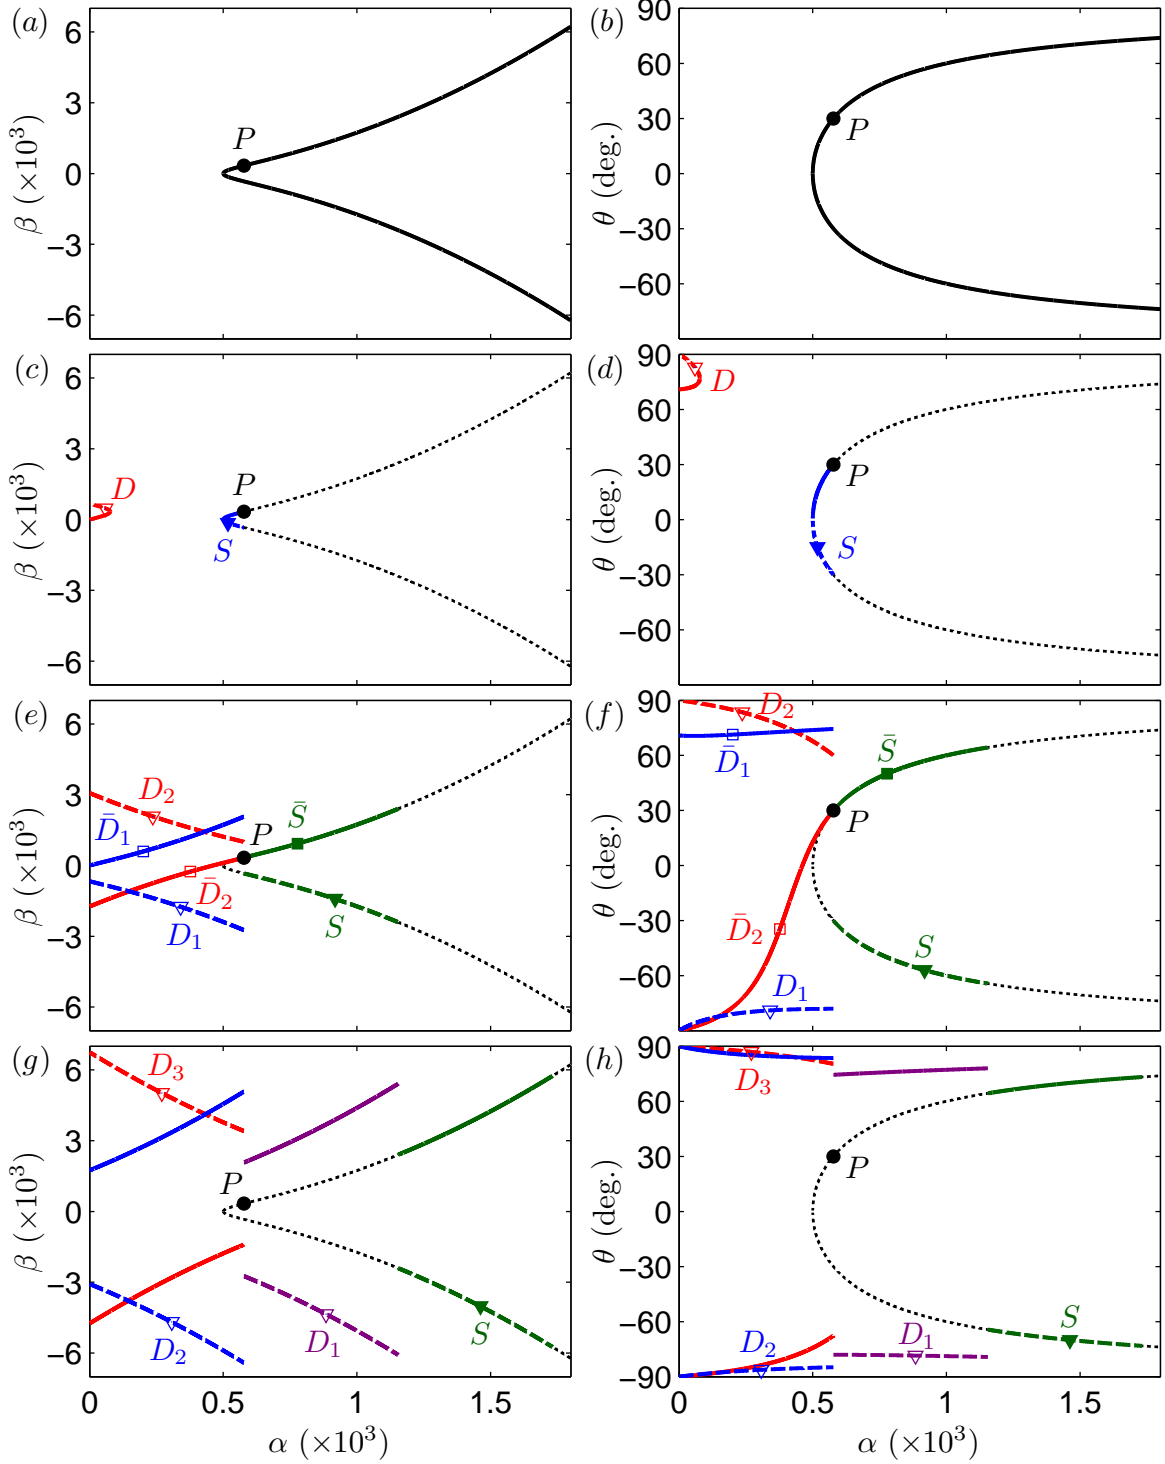 (a)
6
3
0
−3
−6
β (×10³)
P
(b)
90
60
30
0
−30
−60
θ (deg.)
P
(c)
6
3
0
−3
−6
β (×10³)
D
P
S
(d)
90
60
30
0
−30
−60
θ (deg.)
D
P
S
(e)
6
3
0
−3
−6
β (×10³)
D₂
D̄₁
S̄
P
D̄₂
D₁
S
(f)
90
60
30
0
−30
−60
θ (deg.)
D₂
D̄₁
S̄
P
D̄₂
S
D₁
(g)
6
3
0
−3
−6
β (×10³)
D₃
P
D₂
D₁
S
0
0.5
1
1.5
α (×10³)
(h)
90
60
30
0
−30
−60
−90
θ (deg.)
D₃
P
D₂
D₁
S
0
0.5
1
1.5
α (×10³)